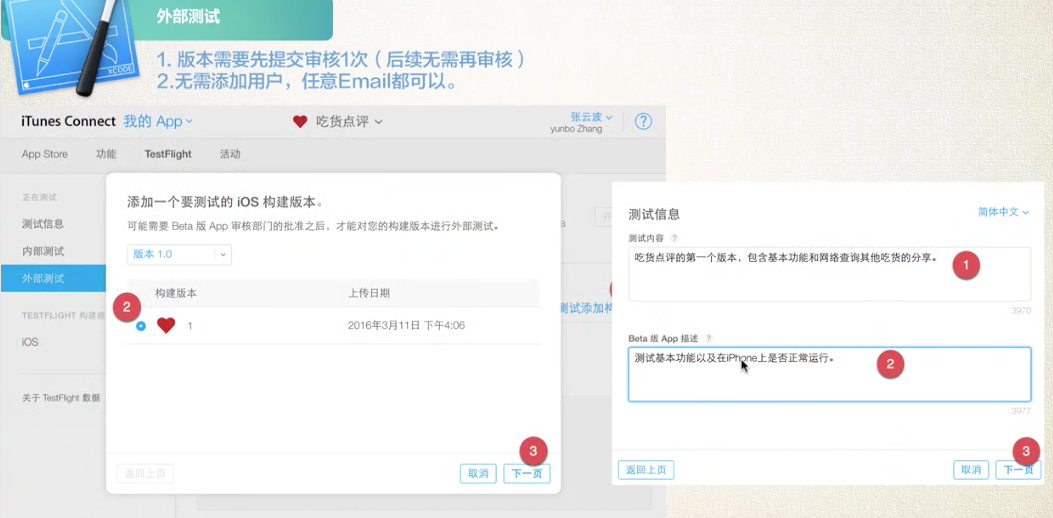 外部测试
XCODE
1. 版本需要先提交审核1次（后续无需再审核）
2.无需添加用户，任意Email都可以。
iTunes Connect 我的 App
吃货点评
张云波
yunbo Zhang
?
App Store 功能 TestFlight 活动
正在测试
测试信息
内部测试
外部测试
TESTFLIGHT 构建版
iOS
关于 TestFlight 数据
添加一个要测试的 iOS 构建版本。
可能需要 Beta 版 App 审核部门的批准之后，才能对您的构建版本进行外部测试。
版本 1.0
构建版本 上传日期
2
1 2016年3月11日 下午4:06
3
返回上页 取消 下一页
a 开
测试添加构
测试信息 简体中文
测试内容 ?
吃货点评的第一个版本，包含基本功能和网络查询其他吃货的分享。
1
3970
Beta 版 App 描述 ?
测试基本功能以及在iPhone上是否正常运行。
2
3977
3
返回上页 取消 下一页